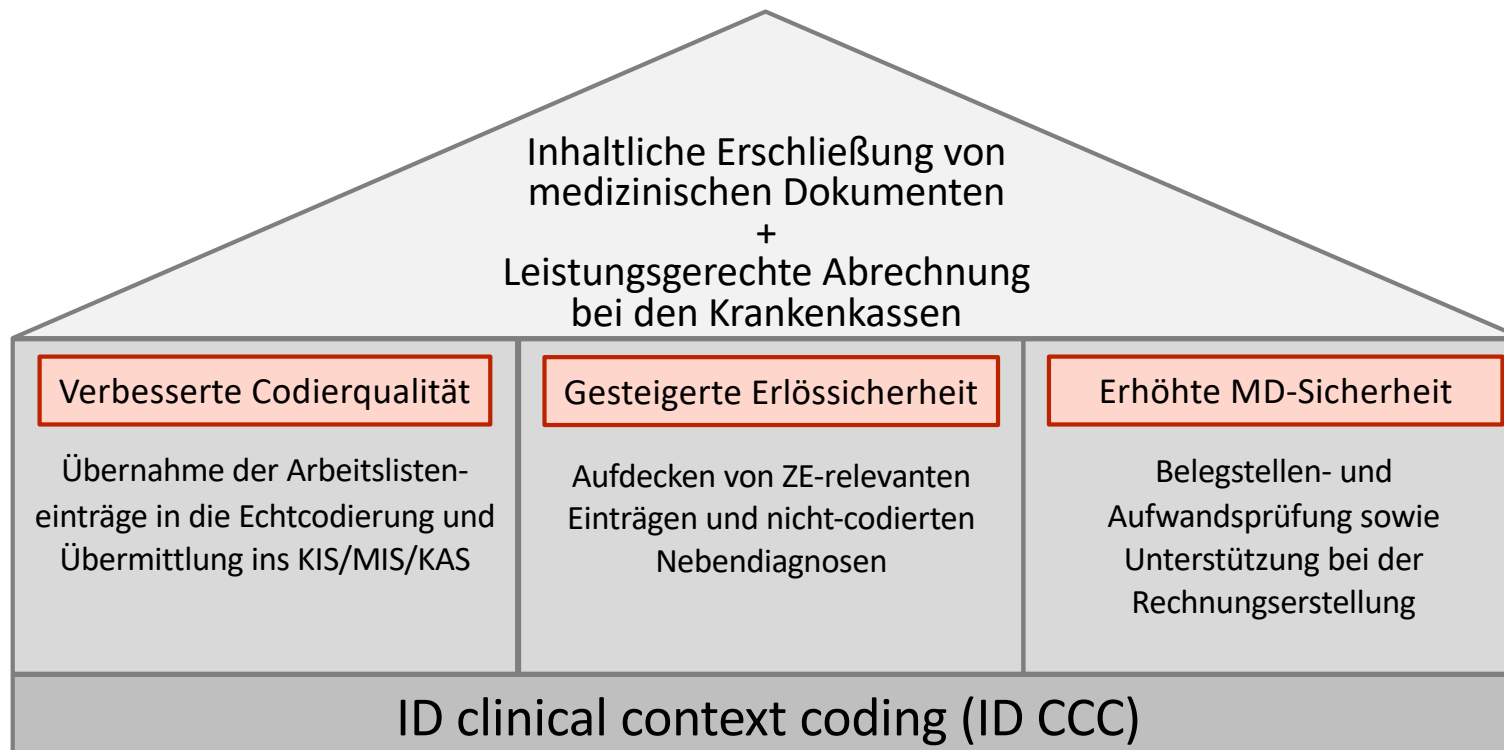 Inhaltliche Erschließung von
medizinischen Dokumenten
+
Leistungsgerechte Abrechnung
bei den Krankenkassen
Verbesserte Codierqualität
Übernahme der Arbeitslisten-
einträge in die Echtcodierung und
Übermittlung ins KIS/MIS/KAS
Gesteigerte Erlössicherheit
Aufdecken von ZE-relevanten
Einträgen und nicht-codierten
Nebendiagnosen
Erhöhte MD-Sicherheit
Belegstellen- und
Aufwandsprüfung sowie
Unterstützung bei der
Rechnungserstellung
ID clinical context coding (ID CCC)